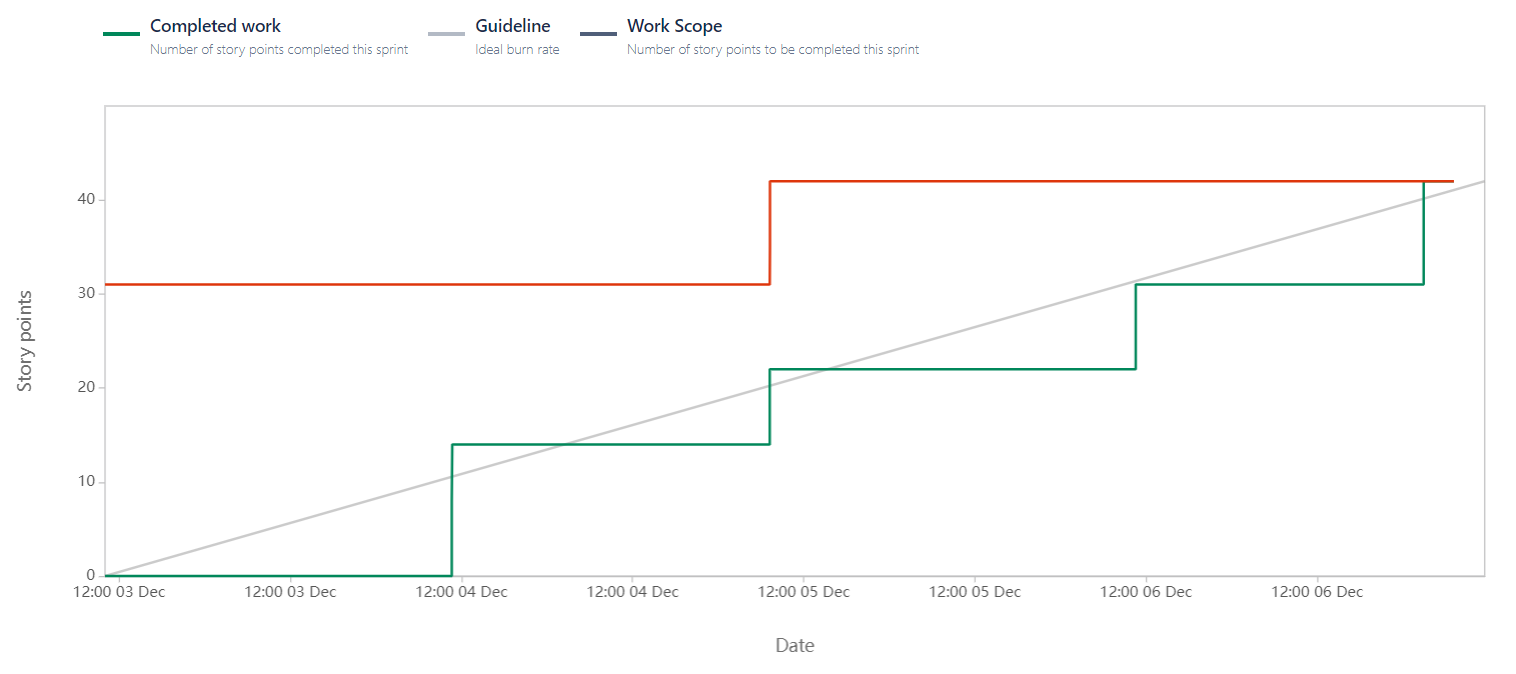 Completed work
Number of story points completed this sprint
Guideline
Ideal burn rate
Work Scope
Number of story points to be completed this sprint
40
30
20
10
0
Story points
12:00 03 Dec
12:00 03 Dec
12:00 04 Dec
12:00 04 Dec
12:00 05 Dec
12:00 05 Dec
12:00 06 Dec
12:00 06 Dec
Date